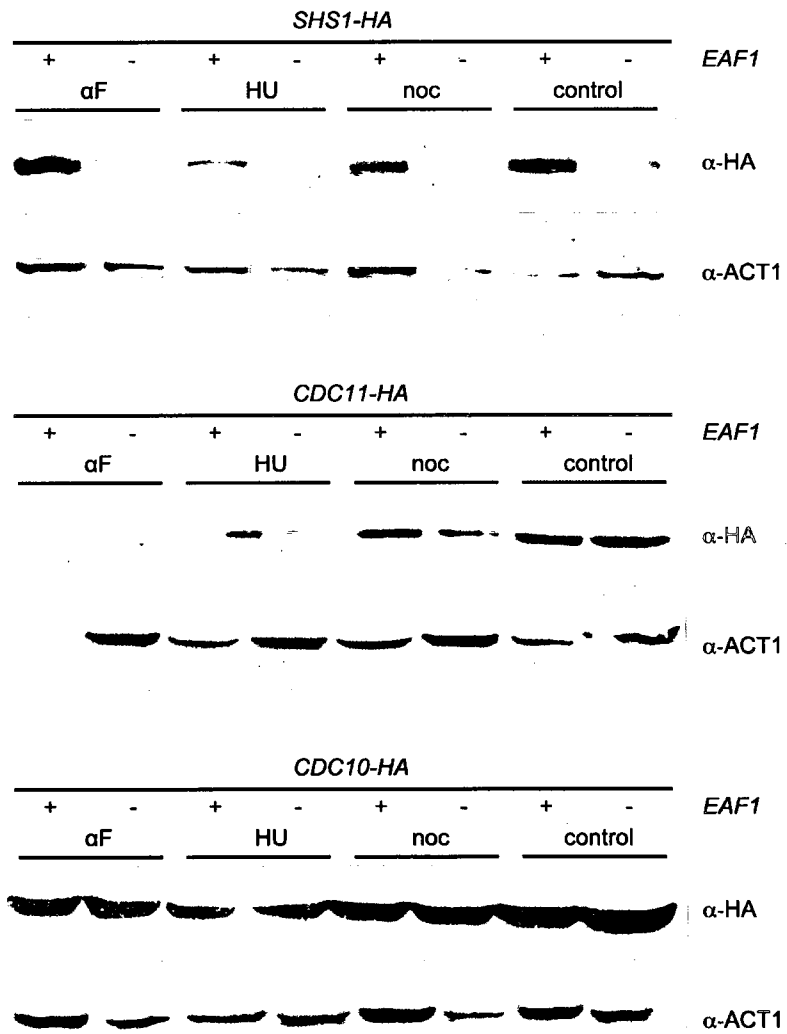 SHS1-HA
+ - + - + - + - EAF1
αF HU noc control
α-HA
α-ACT1
CDC11-HA
+ - + - + - + - EAF1
αF HU noc control
α-HA
α-ACT1
CDC10-HA
+ - + - + - + - EAF1
αF HU noc control
α-HA
α-ACT1